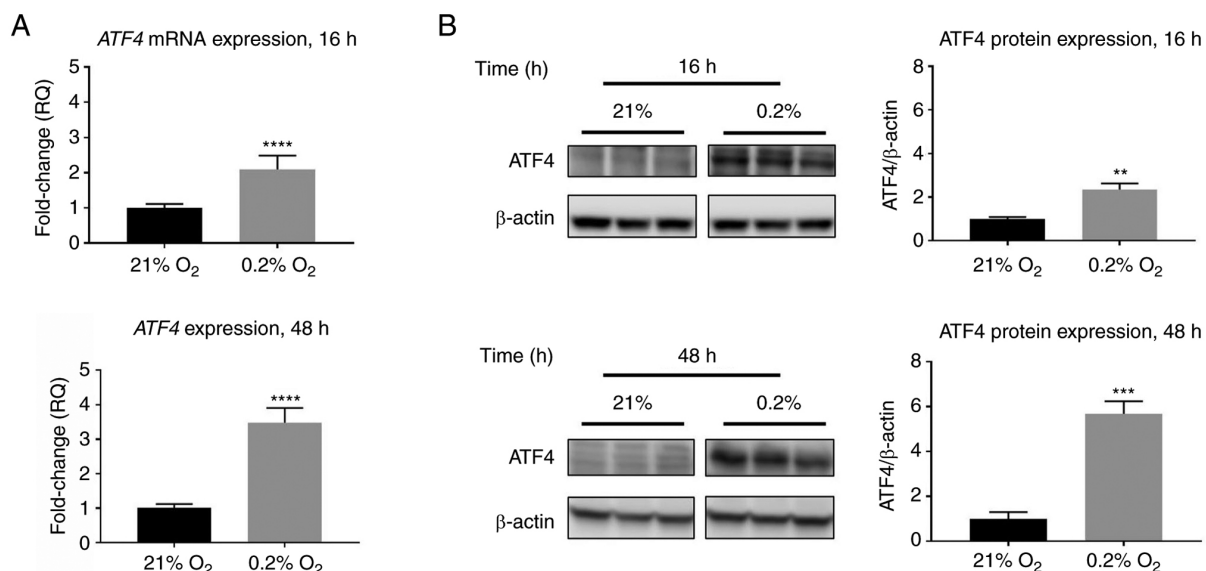 A
ATF4 mRNA expression, 16 h
Fold-change (RQ)
5
4
3
2
1
0
****
21% O₂
0.2% O₂
ATF4 expression, 48 h
Fold-change (RQ)
5
4
3
2
1
0
****
21% O₂
0.2% O₂
B
Time (h)
16 h
21%
0.2%
ATF4
β-actin
ATF4 protein expression, 16 h
ATF4/β-actin
8
6
4
2
0
**
21% O₂
0.2% O₂
Time (h)
48 h
21%
0.2%
ATF4
β-actin
ATF4 protein expression, 48 h
ATF4/β-actin
8
6
4
2
0
***
21% O₂
0.2% O₂